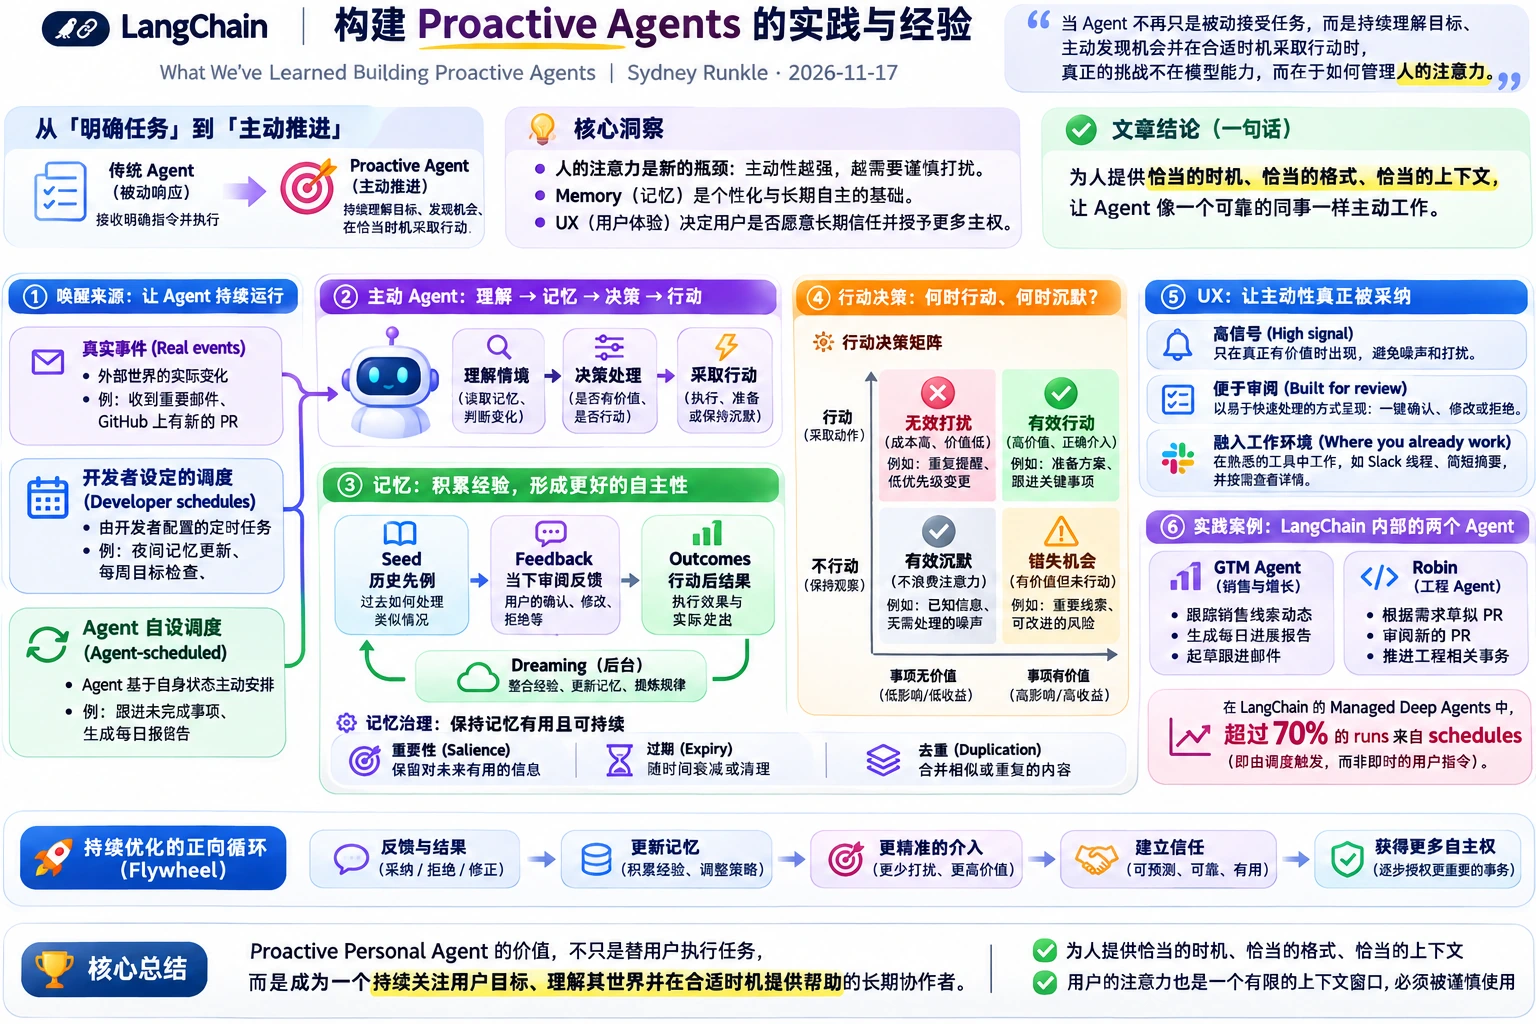 LangChain
构建 Proactive Agents 的实践与经验
What We've Learned Building Proactive Agents | Sydney Runkle · 2026-11-17
“ 当 Agent 不再只是被动接受任务，而是持续理解目标、
主动发现机会并在合适时机采取行动时，
真正的挑战不在模型能力，而在于如何管理人的注意力。”
从「明确任务」到「主动推进」
传统 Agent
（被动响应）
接收明确指令并执行
Proactive Agent
（主动推进）
持续理解目标、发现机会、
在恰当时机采取行动.
核心洞察
• 人的注意力是新的瓶颈：主动性越强，越需要谨慎打扰。
• Memory（记忆）是个性化与长期自主的基础。
• UX（用户体验）决定用户是否愿意长期信任并授予更多主权。
文章结论（一句话）
为人提供恰当的时机、恰当的格式、恰当的上下文，
让 Agent 像一个可靠的同事一样主动工作。
① 唤醒来源：让 Agent 持续运行
真实事件 (Real events)
• 外部世界的实际变化
• 例：收到重要邮件、
GitHub 上有新的 PR
开发者设定的调度
(Developer schedules)
• 由开发者配置的定时任务
• 例：夜间记忆更新、
每周目标检查、
Agent 自设调度
(Agent-scheduled)
• Agent 基于自身状态主动安排
• 例：跟进未完成事项、
生成每日报告
② 主动 Agent：理解 → 记忆 → 决策 → 行动
理解情境
（读取记忆、
判断变化）
决策处理
（是否有价值、
是否行动）
采取行动
（执行、准备
或保持沉默）
③ 记忆：积累经验，形成更好的自主性
Seed
历史先例
过去如何处理
类似情况
Feedback
当下审阅反馈
用户的确认、修改、
拒绝等
Outcomes
行动后结果
执行效果与
实际
Dreaming（后台）
整合经验、更新记忆、提炼规律
记忆治理：保持记忆有用且可持续
重要性 (Salience)
保留对未来有用的信息
过期 (Expiry)
随时间衰减或清理
去重 (Duplication)
合并相似或重复的内容
④ 行动决策：何时行动、何时沉默？
行动决策矩阵
行动
（采取动作）
无效打扰
（成本高、价值低）
例如：重复提醒、
低优先级变更
有效行动
（高价值、正确介入）
例如：准备方案、
跟进关键事项
不行动
（保持观察）
有效沉默
（不浪费注意力）
例如：已知信息、
无需处理的噪声
错失机会
（有价值但未行动）
例如：重要线索、
可改进的风险
事项无价值
（低影响/低收益）
事项有价值
（高影响/高收益）
⑤ UX：让主动性真正被采纳
高信号 (High signal)
只在真正有价值时出现，避免噪声和打扰。
便于审阅 (Built for review)
以易于快速处理的方式呈现：一键确认、修改或拒绝。
融入工作环境 (Where you already work)
在熟悉的工具中工作，如 Slack 线程、简短摘要，
并按需查看详情。
⑥ 实践案例：LangChain 内部的两个 Agent
GTM Agent
（销售与增长）
• 跟踪销售线索动态
• 生成每日进展报告
• 起草跟进邮件
Robin
（工程 Agent）
• 根据需求草拟 PR
• 审阅新的 PR
• 推进工程相关事务
在 LangChain 的 Managed Deep Agents 中，
超过 70% 的 runs 来自 schedules
（即由调度触发，而非即时的用户指令）。
持续优化的正向循环
（Flywheel）
反馈与结果
（采纳 / 拒绝 / 修正）
更新记忆
（积累经验、调整策略）
更精准的介入
（更少打扰、更高价值）
建立信任
（可预测、可靠、有用）
获得更多自主权
（逐步授权更重要的事务）
核心总结
Proactive Personal Agent 的价值，不只是替用户执行任务，
而是成为一个持续关注用户目标、理解其世界并在合适时机提供帮助的长期协作者。
为人提供恰当的时机、恰当的格式、恰当的上下文
用户的注意力也是一个有限的上下文窗口, 必须被谨慎使用